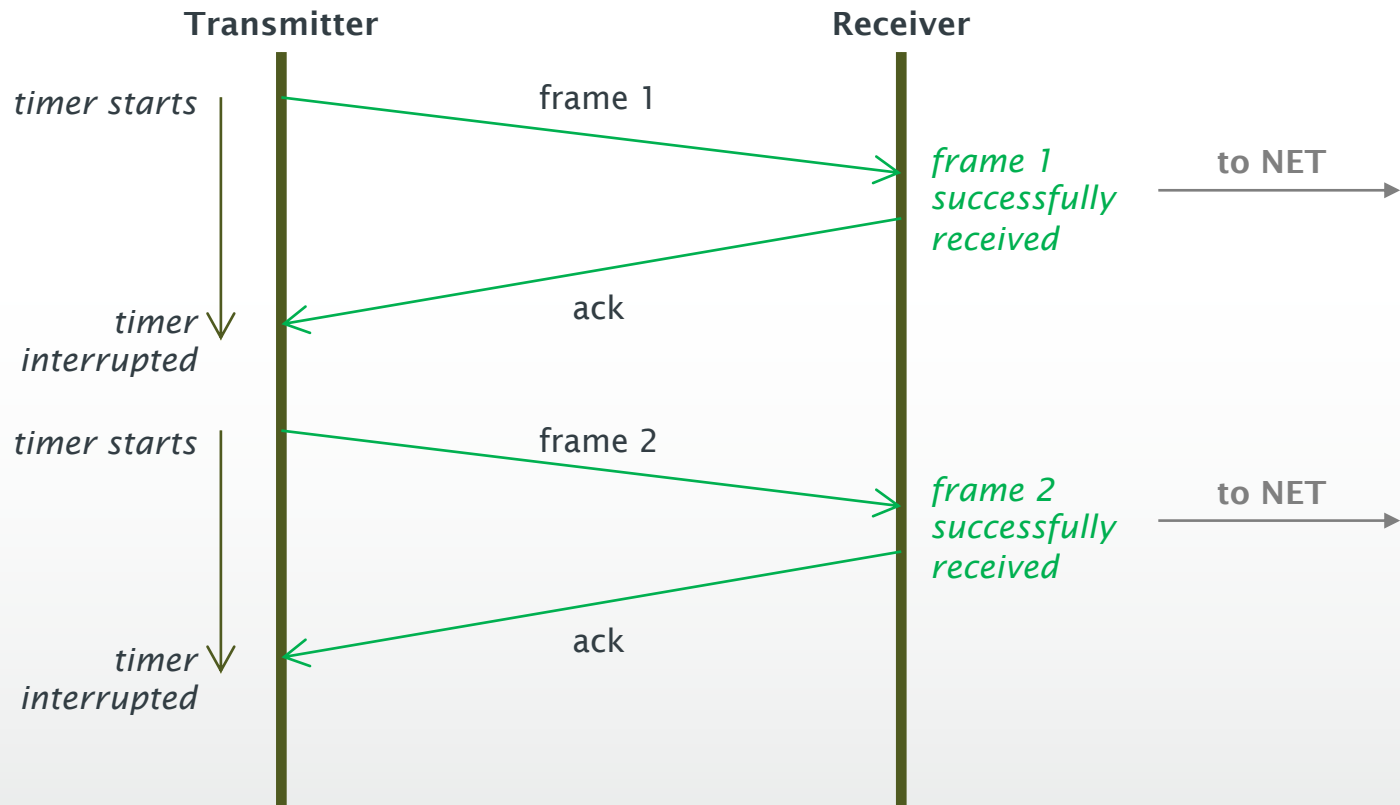 Transmitter
Receiver
timer starts
frame 1
frame 1
successfully
received
to NET
ack
timer
interrupted
timer starts
frame 2
frame 2
successfully
received
to NET
ack
timer
interrupted